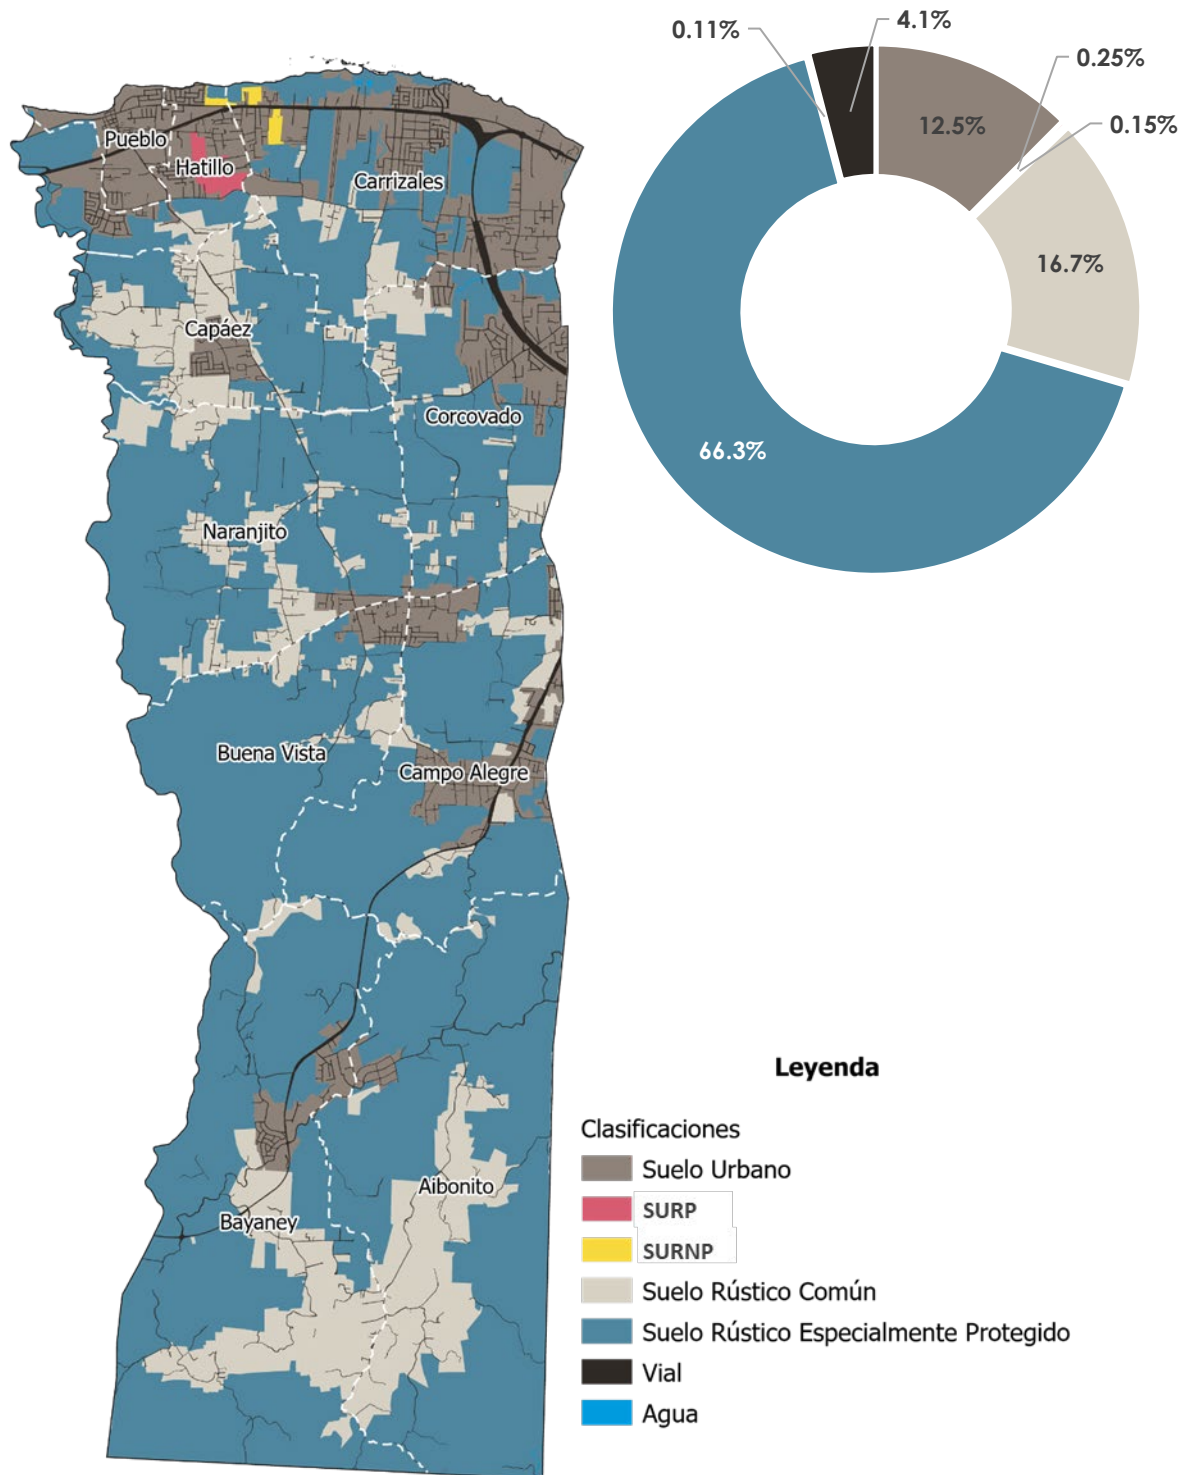 0.11%
4.1%
0.25%
0.15%
12.5%
16.7%
66.3%
Pueblo
Hatillo
Carrizales
Capáez
Corcovado
Naranjito
Buena Vista
Campo Alegre
Aibonito
Bayaney
Leyenda
Clasificaciones
Suelo Urbano
SURP
SURNP
Suelo Rústico Común
Suelo Rústico Especialmente Protegido
Vial
Agua